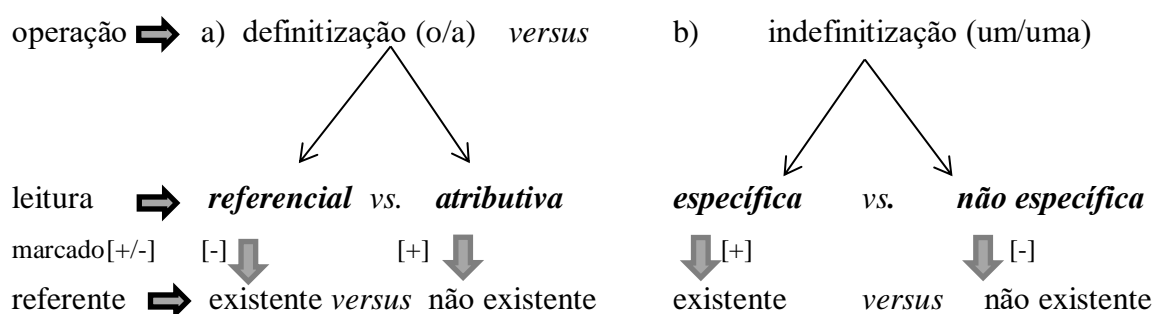 operação a) definitização (o/a) versus b) indefinitização (um/uma)
leitura referencial vs. atributiva específica vs. não específica
marcado[+/-] [-] [+] [+] [-]
referente existente versus não existente existente versus não existente